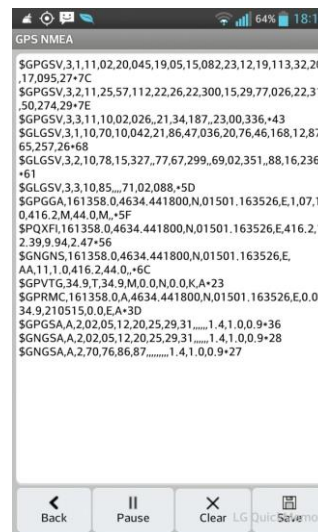 64% 18:1
GPS NMEA
$GPGSV,3,1,11,02,20,045,19,05,15,082,23,12,19,113,32,20
,17,095,27*7C
$GPGSV,3,2,11,25,57,112,22,26,22,300,15,29,77,026,22,31
,50,274,29*7E
$GPGSV,3,3,11,10,02,026,,21,34,187,,23,00,336,*43
$GLGSV,3,1,10,70,10,042,21,86,47,036,20,76,46,168,12,87
65,257,26*68
$GLGSV,3,2,10,78,15,327,,77,67,299,,69,02,351,,88,16,236
*61
$GLGSV,3,3,10,85,,,,71,02,088,*5D
$GPGGA,161358.0,4634.441800,N,01501.163526,E,1,07,1
0,416.2,M,44.0,M,,*5F
$PQXFI,161358.0,4634.441800,N,01501.163526,E,416.2,
2.39,9.94,2.47*56
$GNGNS,161358.0,4634.441800,N,01501.163526,E,
AA,11,1.0,416.2,44.0,,*6C
$GPVTG,34.9,T,34.9,M,0.0,N,0.0,K,A*23
$GPRMC,161358.0,A,4634.441800,N,01501.163526,E,0.0
34.9,210515,0.0,E,A*3D
$GPGSA,A,2,02,05,12,20,25,29,31,,,,,,1.4,1.0,0.9*36
$GNGSA,A,2,02,05,12,20,25,29,31,,,,,,1.4,1.0,0.9*28
$GNGSA,A,2,70,76,86,87,,,,,,,,,1.4,1.0,0.9*27
Back Pause Clear Save
LG QuickMemo